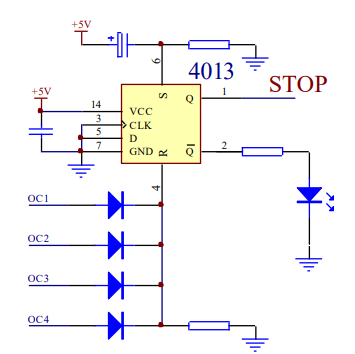 +5V
6
4013
+5V
S
Q
1
STOP
14
VCC
3
CLK
5
D
7
GND
R
Q
2
4
OC1
OC2
OC3
OC4